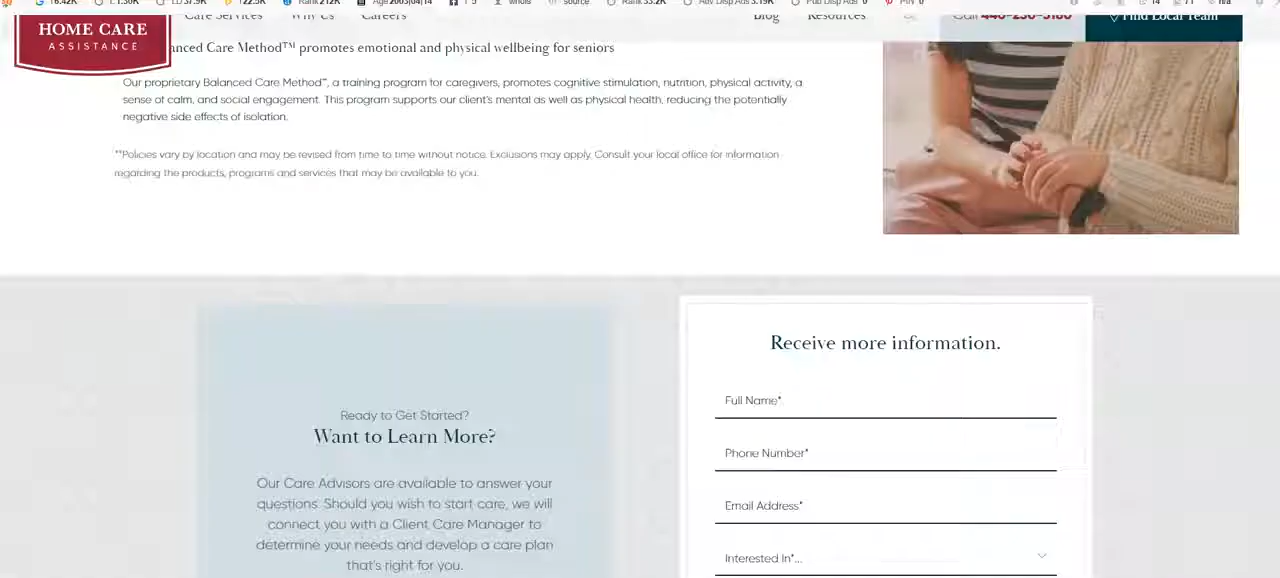 Care Services Why Us Careers Blog Resources Call 440-230-5180 Find Local Team
HOME CARE
ASSISTANCE
anced Care Method™ promotes emotional and physical wellbeing for seniors
Our proprietary Balanced Care Method™, a training program for caregivers, promotes cognitive stimulation, nutrition, physical activity, a
sense of calm, and social engagement. This program supports our client's mental as well as physical health, reducing the potentially
negative side effects of isolation.
**Policies vary by location and may be revised from time to time without notice. Exclusions may apply. Consult your local office for information
regarding the products, programs and services that may be available to you.
Ready to Get Started?
Want to Learn More?
Our Care Advisors are available to answer your
questions. Should you wish to start care, we will
connect you with a Client Care Manager to
determine your needs and develop a care plan
that's right for you.
Receive more information.
Full Name*
Phone Number*
Email Address*
Interested In*...